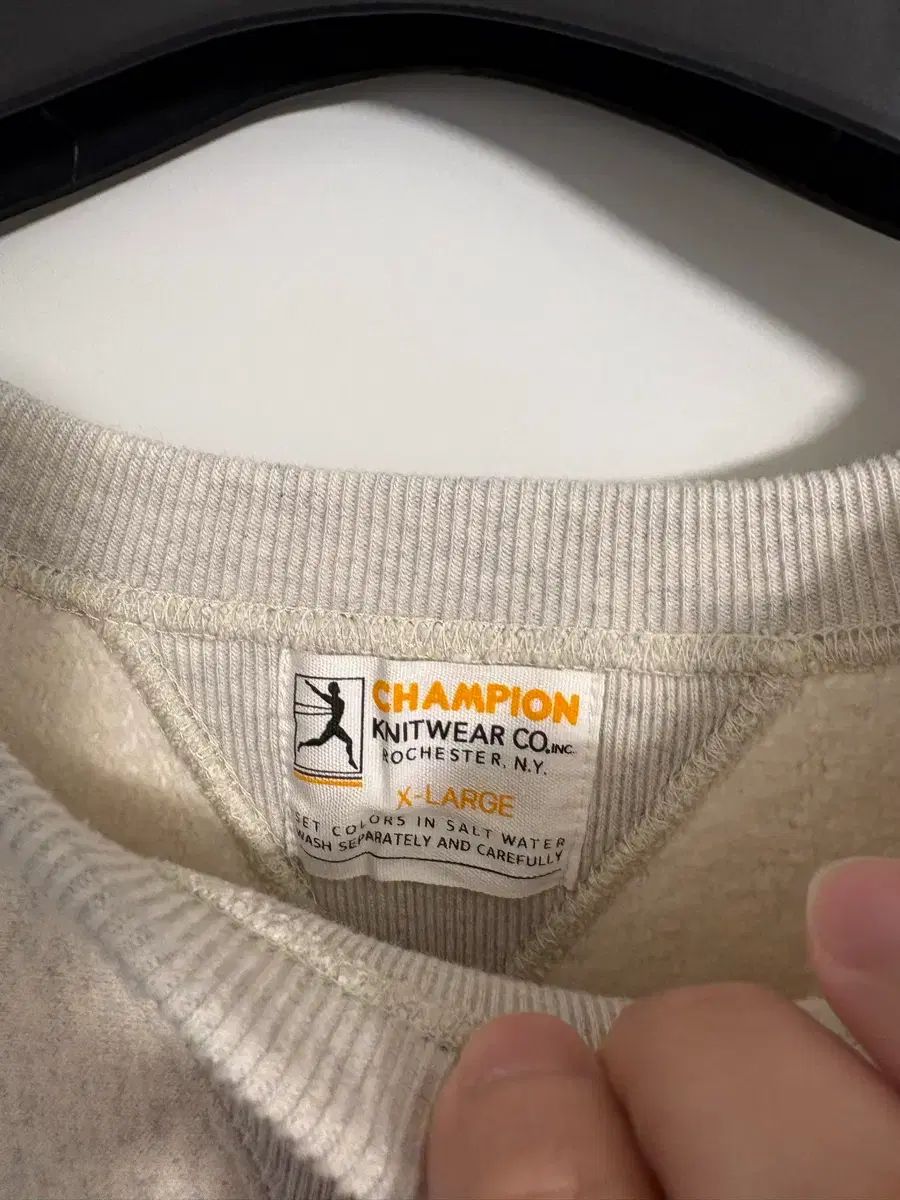 CHAMPION
KNITWEAR CO. INC.
ROCHESTER, N.Y.
X-LARGE
SET COLORS IN SALT WATER
WASH SEPARATELY AND CAREFULLY